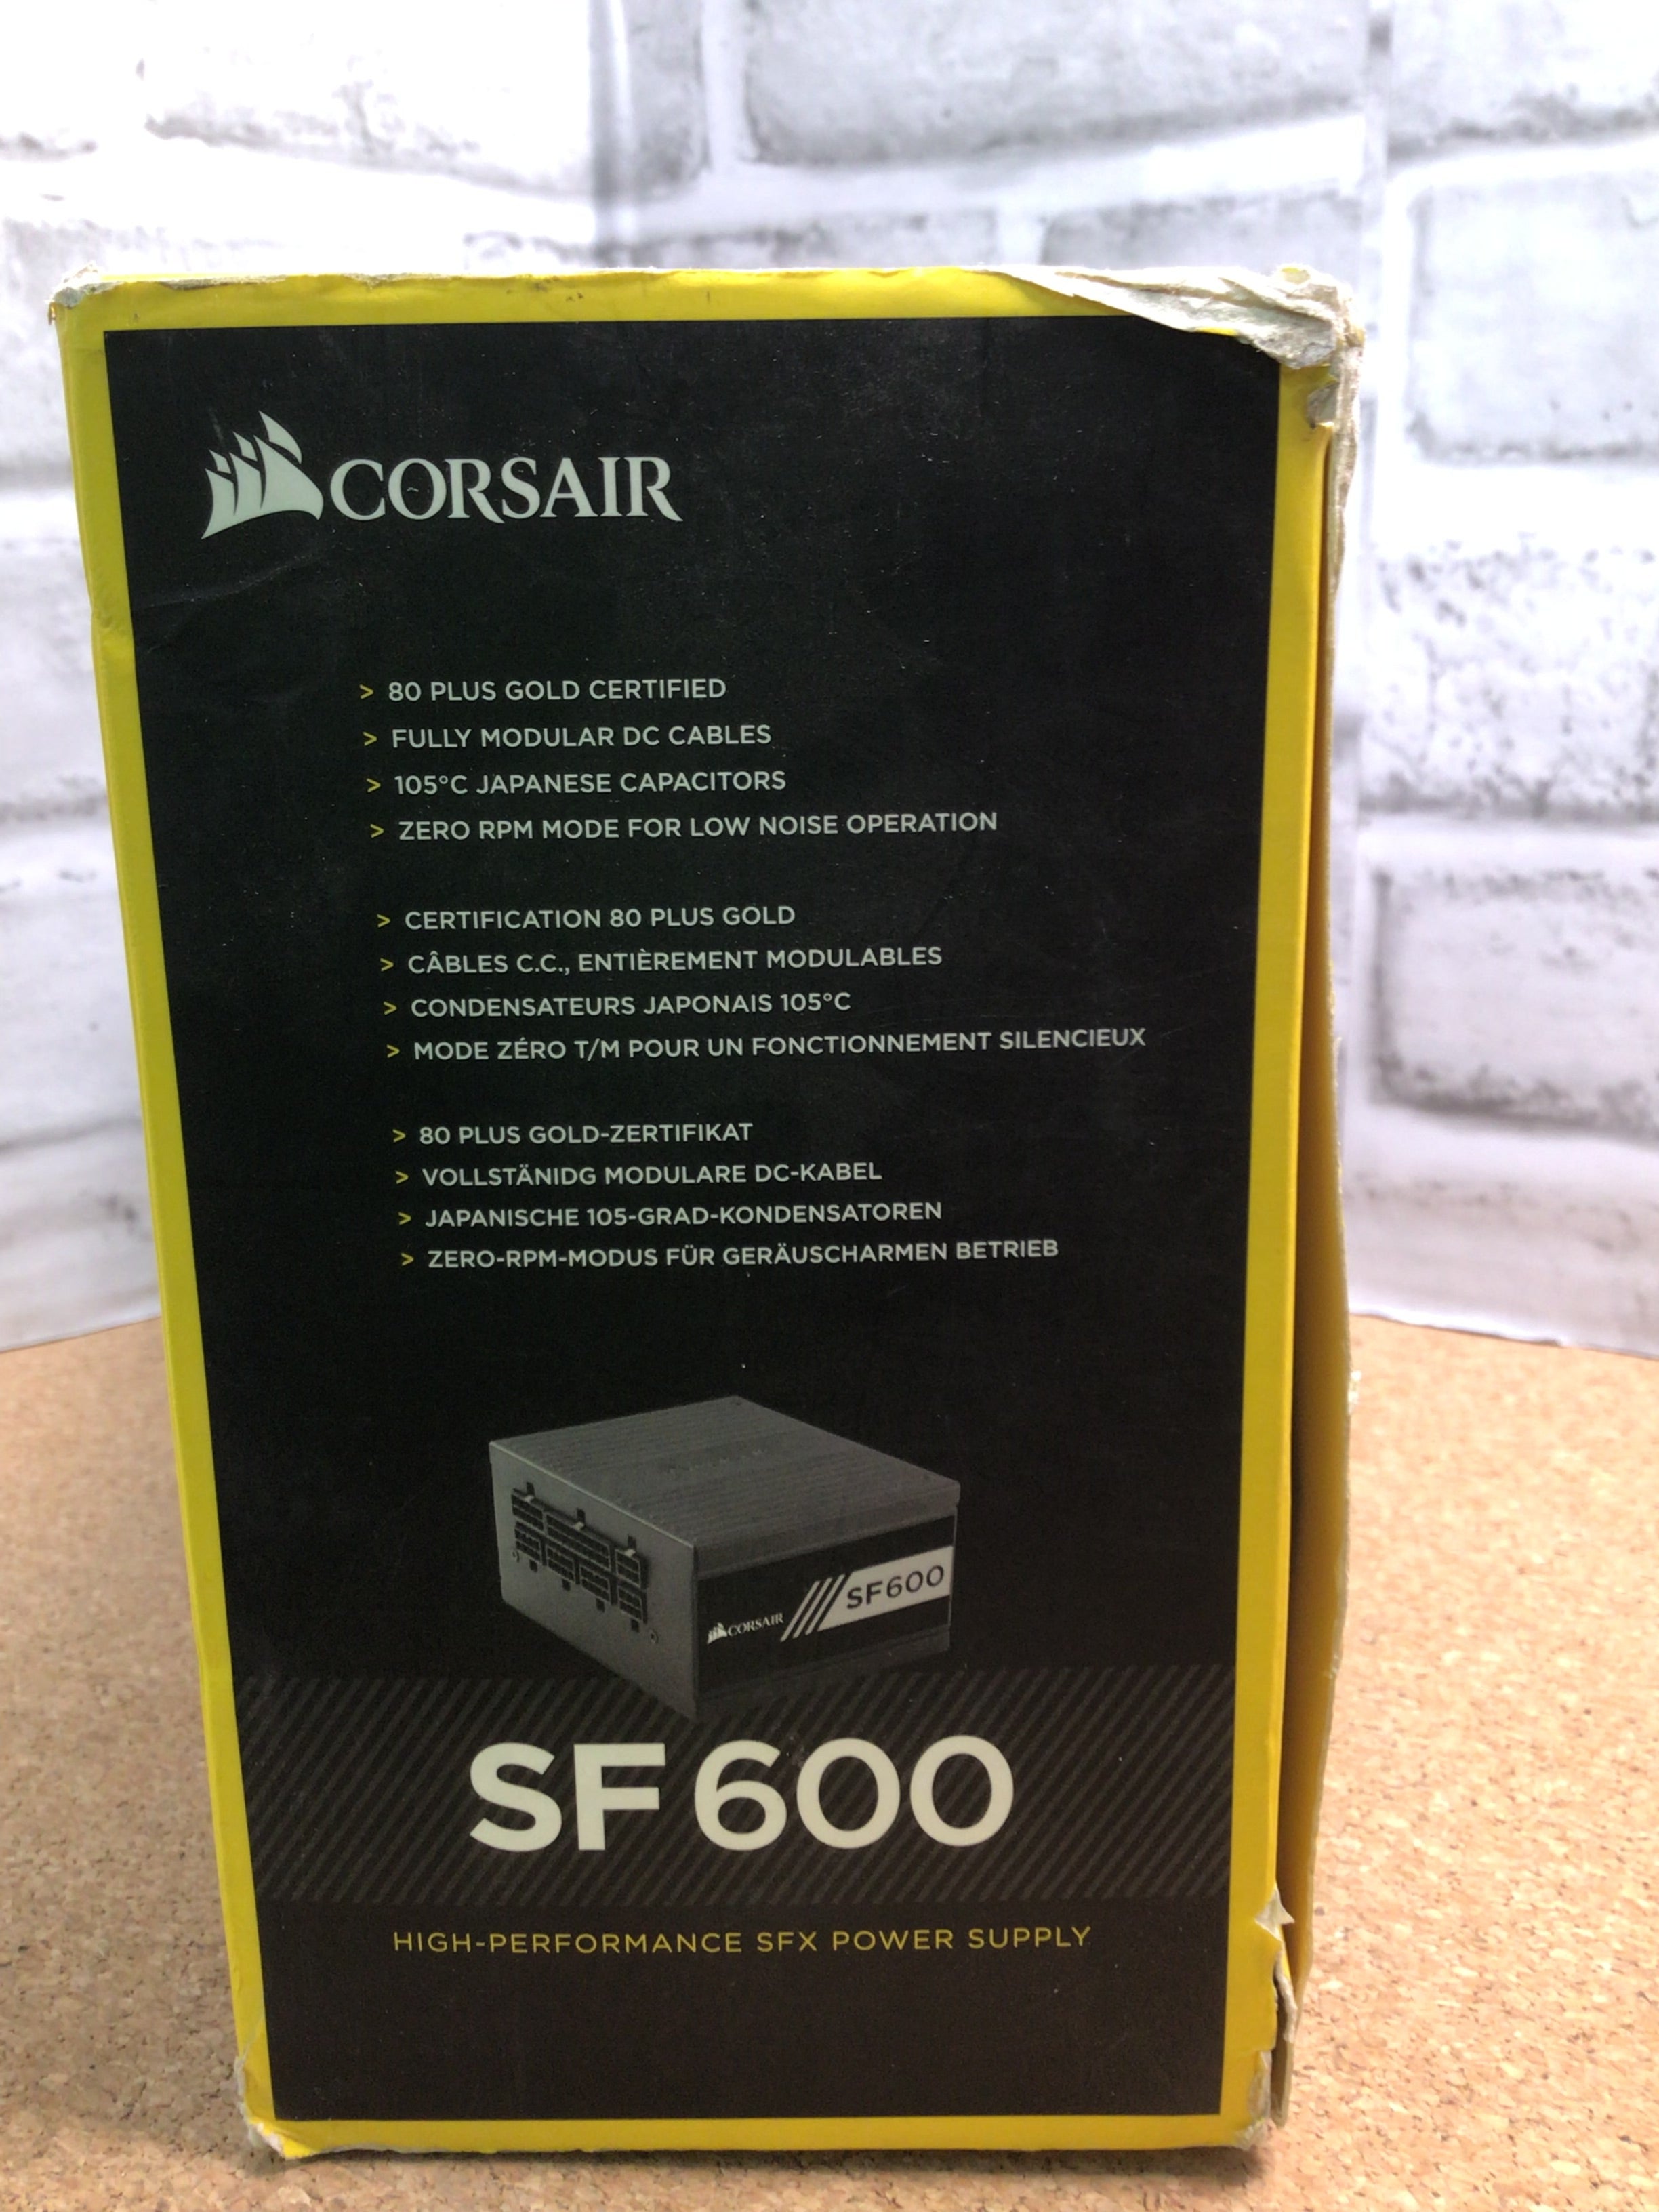 CORSAIR
> 80 PLUS GOLD CERTIFIED
> FULLY MODULAR DC CABLES
> 105°C JAPANESE CAPACITORS
> ZERO RPM MODE FOR LOW NOISE OPERATION
> CERTIFICATION 80 PLUS GOLD
> CÂBLES C.C., ENTIÈREMENT MODULABLES
> CONDENSATEURS JAPONAIS 105°C
> MODE ZÉRO T/M POUR UN FONCTIONNEMENT SILENCIEUX
> 80 PLUS GOLD-ZERTIFIKAT
> VOLLSTÄNIDG MODULARE DC-KABEL
> JAPANISCHE 105-GRAD-KONDENSATOREN
> ZERO-RPM-MODUS FÜR GERÄUSCHARMEN BETRIEB
CORSAIR SF600
SF600
HIGH-PERFORMANCE SFX POWER SUPPLY